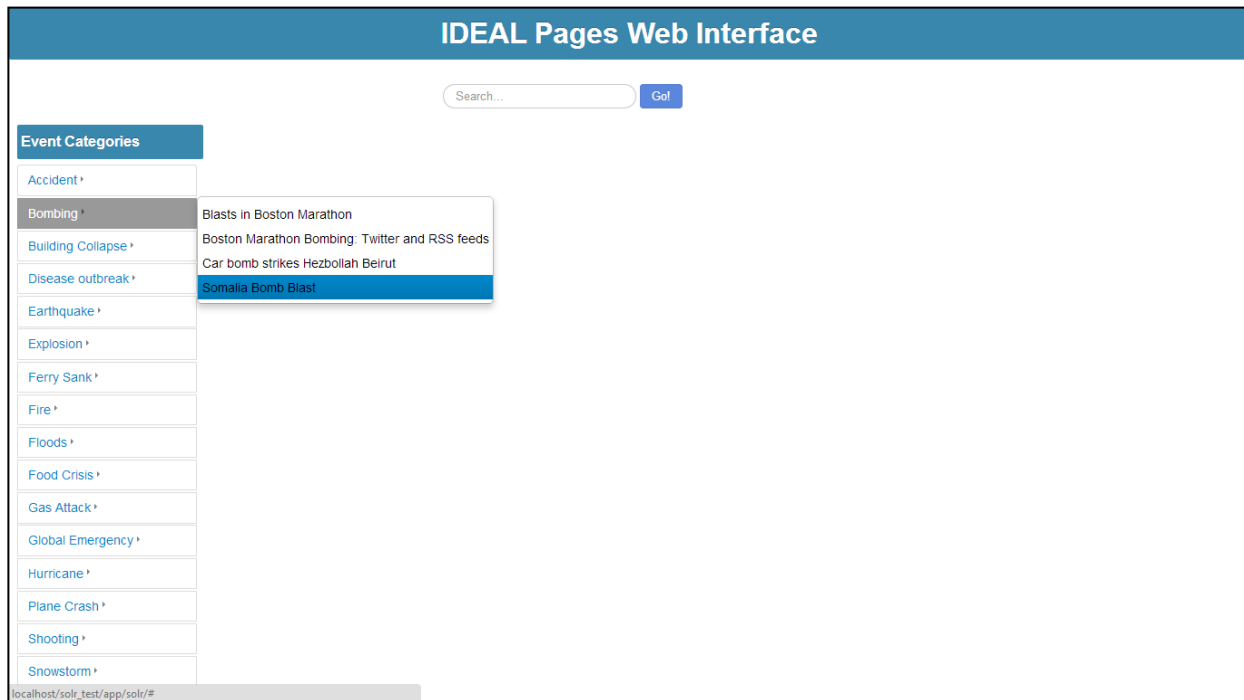 IDEAL Pages Web Interface
Search...
Go!
Event Categories
Accident
Bombing
Blasts in Boston Marathon
Boston Marathon Bombing: Twitter and RSS feeds
Car bomb strikes Hezbollah Beirut
Somalia Bomb Blast
Building Collapse
Disease outbreak
Earthquake
Explosion
Ferry Sank
Fire
Floods
Food Crisis
Gas Attack
Global Emergency
Hurricane
Plane Crash
Shooting
Snowstorm
localhost/solr_test/app/solr/#